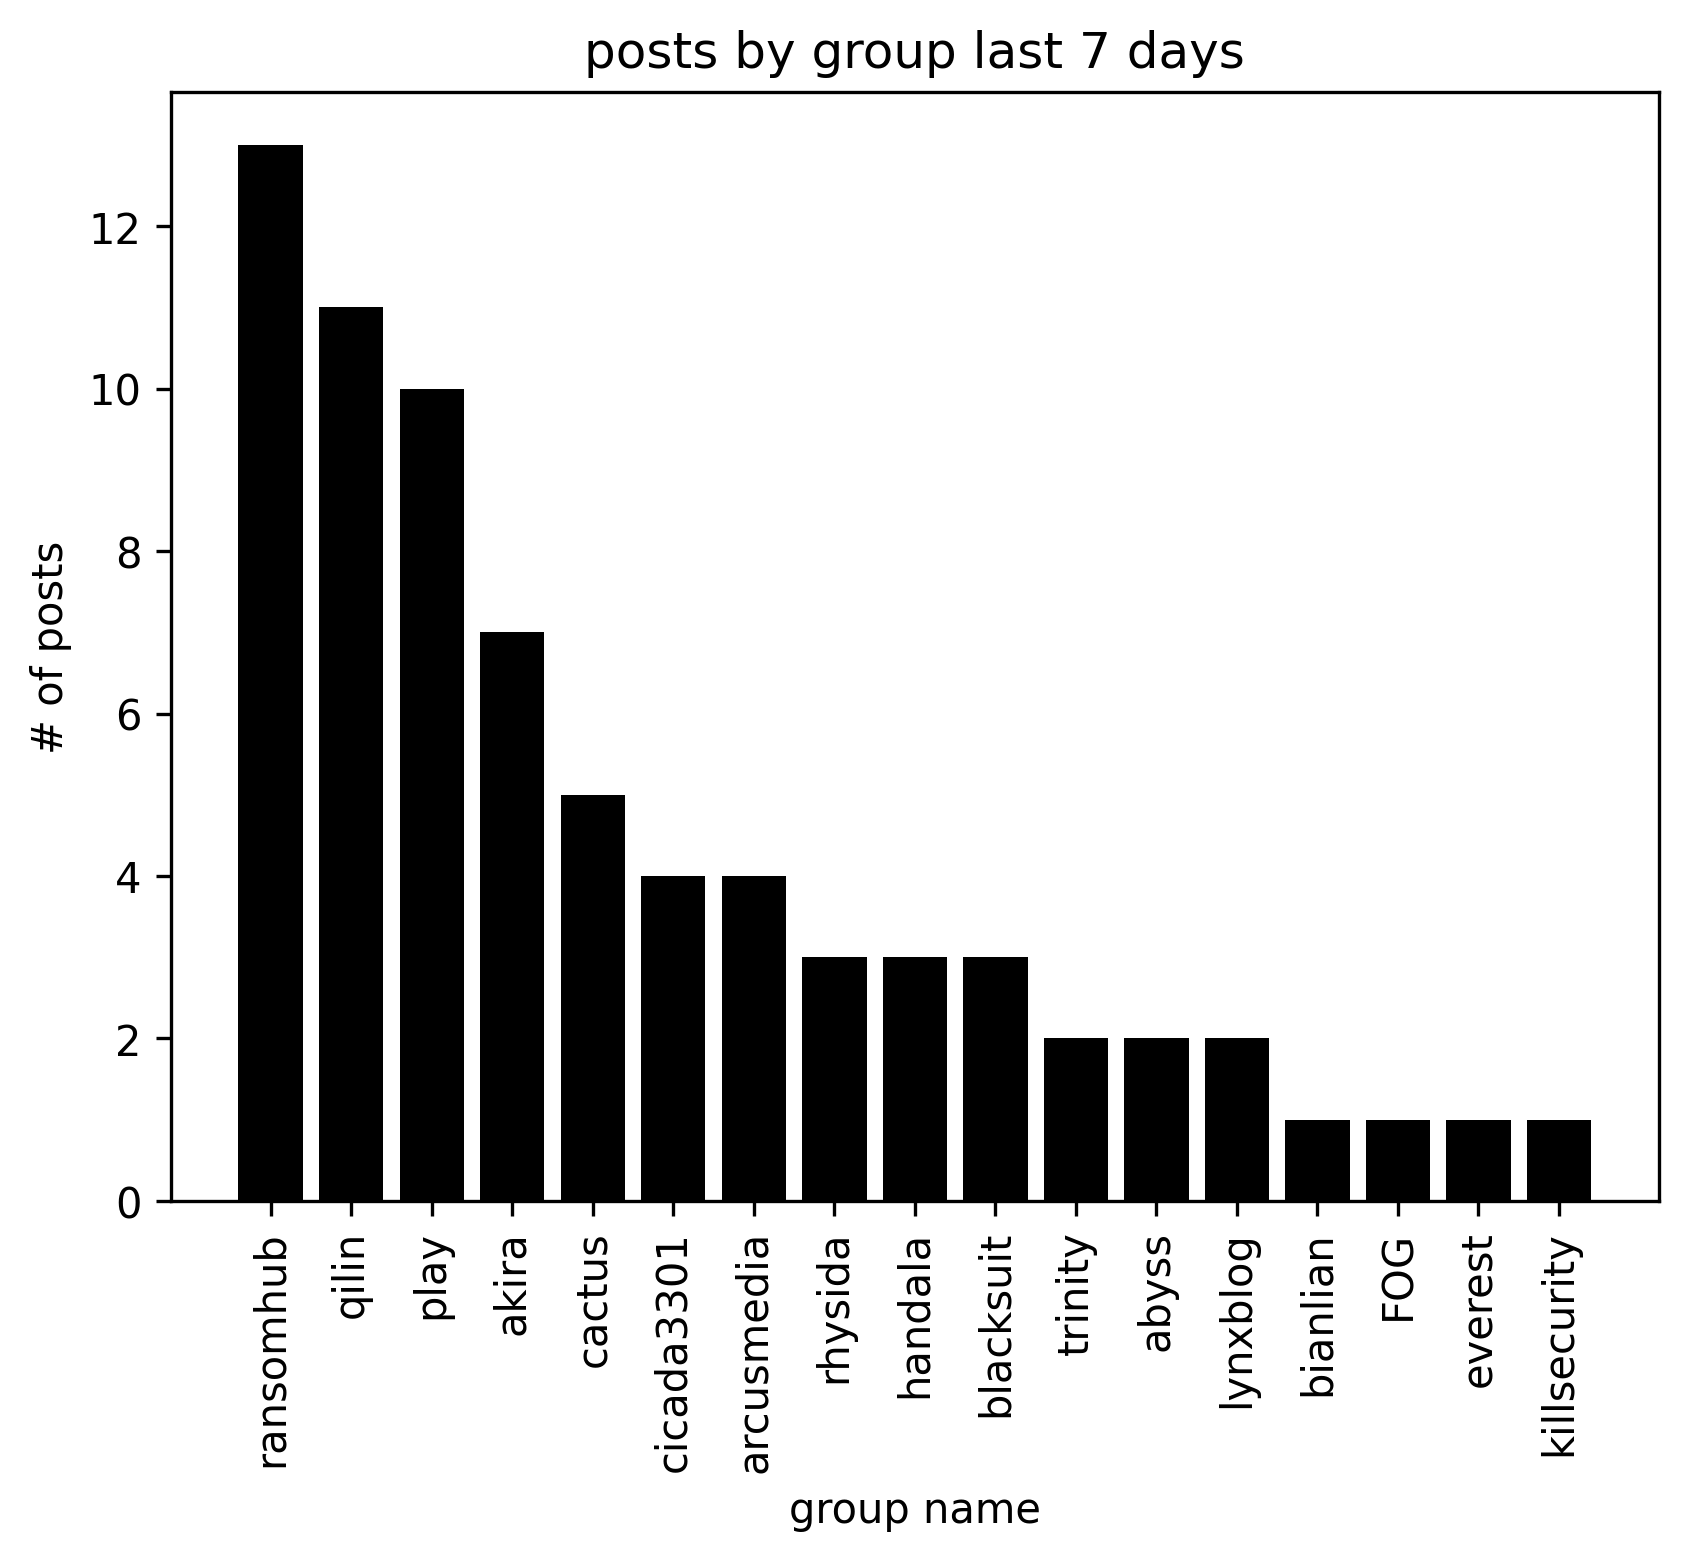 posts by group last 7 days
# of posts
12
10
8
6
4
2
0
ransomhub
qilin
play
akira
cactus
cicada3301
arcusmedia
rhysida
handala
blacksuit
trinity
abyss
lynxblog
bianlian
FOG
everest
killsecurity
group name